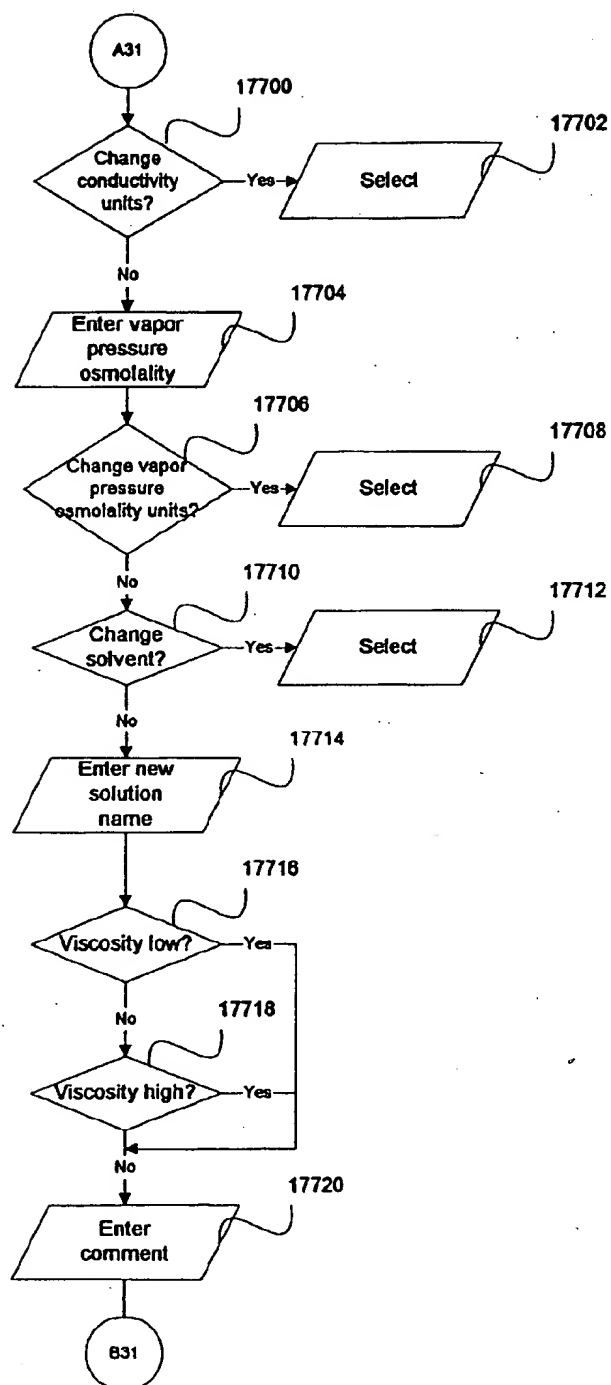 A31
17700
Change
conductivity
units?
Yes
Select
17702
No
17704
Enter vapor
pressure
osmolality
17706
Change vapor
pressure
osmolality units?
Yes
Select
17708
No
17710
Change
solvent?
Yes
Select
17712
No
17714
Enter new
solution
name
17716
Viscosity low?
Yes
No
17718
Viscosity high?
Yes
No
17720
Enter
comment
B31